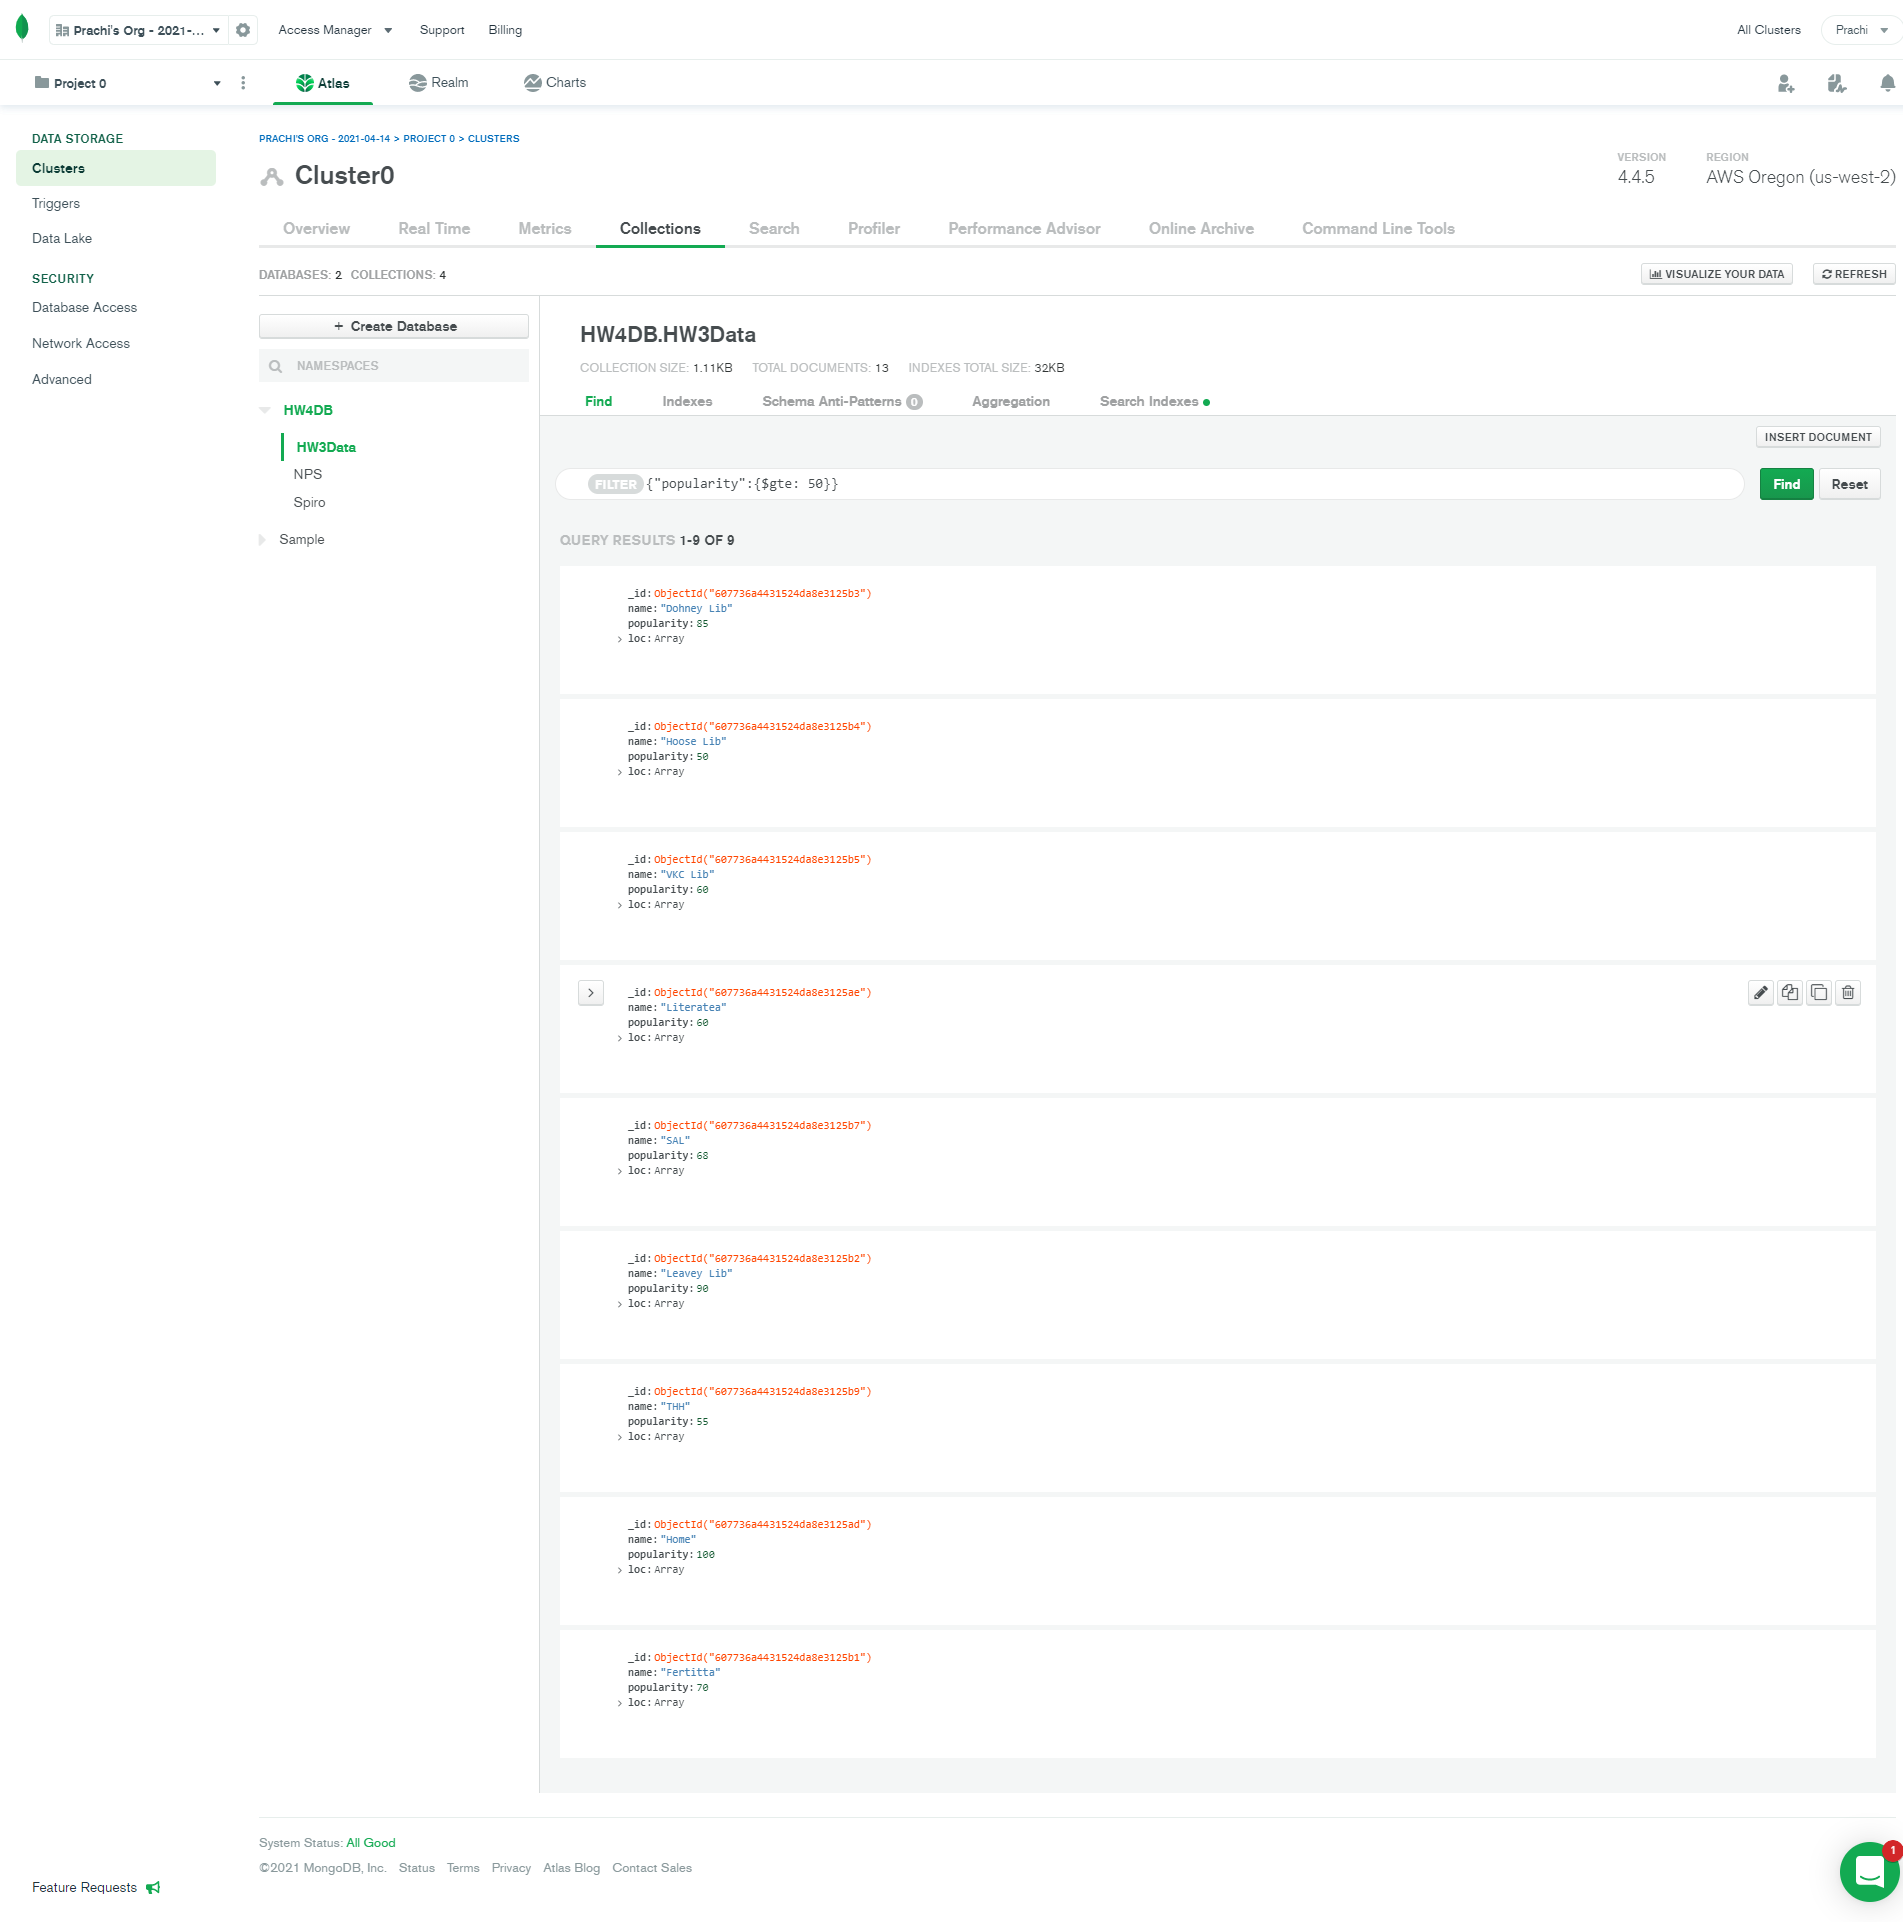 Prachi's Org - 2021-... Access Manager Support Billing All Clusters Prachi
Project 0 Atlas Realm Charts
DATA STORAGE
Clusters
Triggers
Data Lake
SECURITY
Database Access
Network Access
Advanced
PRACHI'S ORG - 2021-04-14 > PROJECT 0 > CLUSTERS
Cluster0
VERSION
4.4.5
REGION
AWS Oregon (us-west-2)
Overview Real Time Metrics Collections Search Profiler Performance Advisor Online Archive Command Line Tools
DATABASES: 2 COLLECTIONS: 4
VISUALIZE YOUR DATA REFRESH
+ Create Database
NAMESPACES
HW4DB
HW3Data
NPS
Spiro
Sample
HW4DB.HW3Data
COLLECTION SIZE: 1.11KB TOTAL DOCUMENTS: 13 INDEXES TOTAL SIZE: 32KB
Find Indexes Schema Anti-Patterns 0 Aggregation Search Indexes
INSERT DOCUMENT
FILTER {"popularity":{$gte: 50}}
Find Reset
QUERY RESULTS 1-9 OF 9
_id:ObjectId("607736a4431524da8e3125b3")
name:"Dohney Lib"
popularity:85
loc:Array
_id:ObjectId("607736a4431524da8e3125b4")
name:"Hoose Lib"
popularity:50
loc:Array
_id:ObjectId("607736a4431524da8e3125b5")
name:"VKC Lib"
popularity:60
loc:Array
_id:ObjectId("607736a4431524da8e3125ae")
name:"Literatea"
popularity:60
loc:Array
_id:ObjectId("607736a4431524da8e3125b7")
name:"SAL"
popularity:68
loc:Array
_id:ObjectId("607736a4431524da8e3125b2")
name:"Leavey Lib"
popularity:90
loc:Array
_id:ObjectId("607736a4431524da8e3125b9")
name:"THH"
popularity:55
loc:Array
_id:ObjectId("607736a4431524da8e3125ad")
name:"Home"
popularity:100
loc:Array
_id:ObjectId("607736a4431524da8e3125b1")
name:"Fertitta"
popularity:70
loc:Array
System Status: All Good
©2021 MongoDB, Inc. Status Terms Privacy Atlas Blog Contact Sales
Feature Requests
1